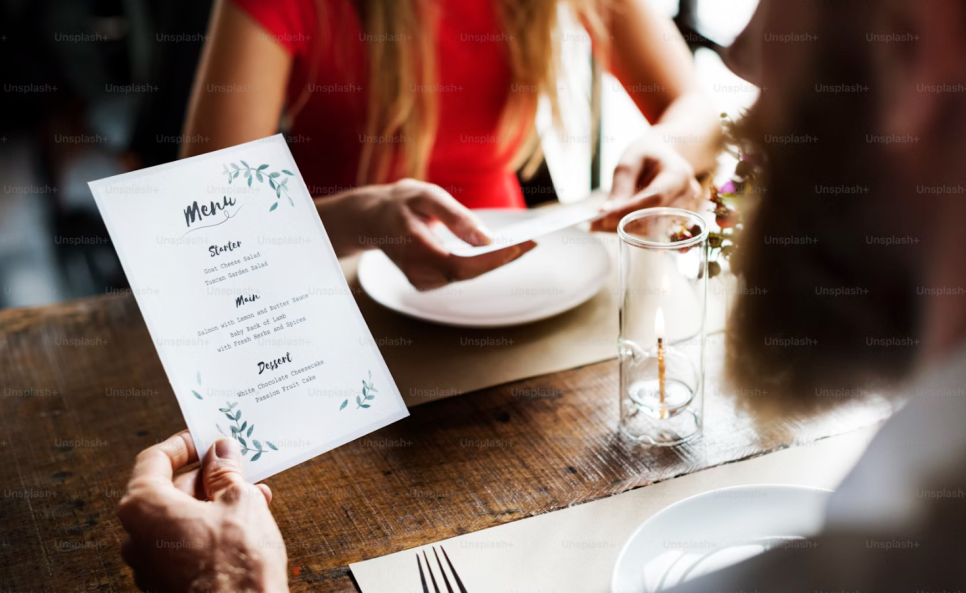 Menu
Starter
Goat Cheese Salad
Tuscan Garden Salad
Main
Salmon with Lemon and Butter Sauce
Baby Rack of Lamb
with Fresh Herbs and Spices
Dessert
White Chocolate Cheesecake
Passion Fruit Cake
Unsplash+